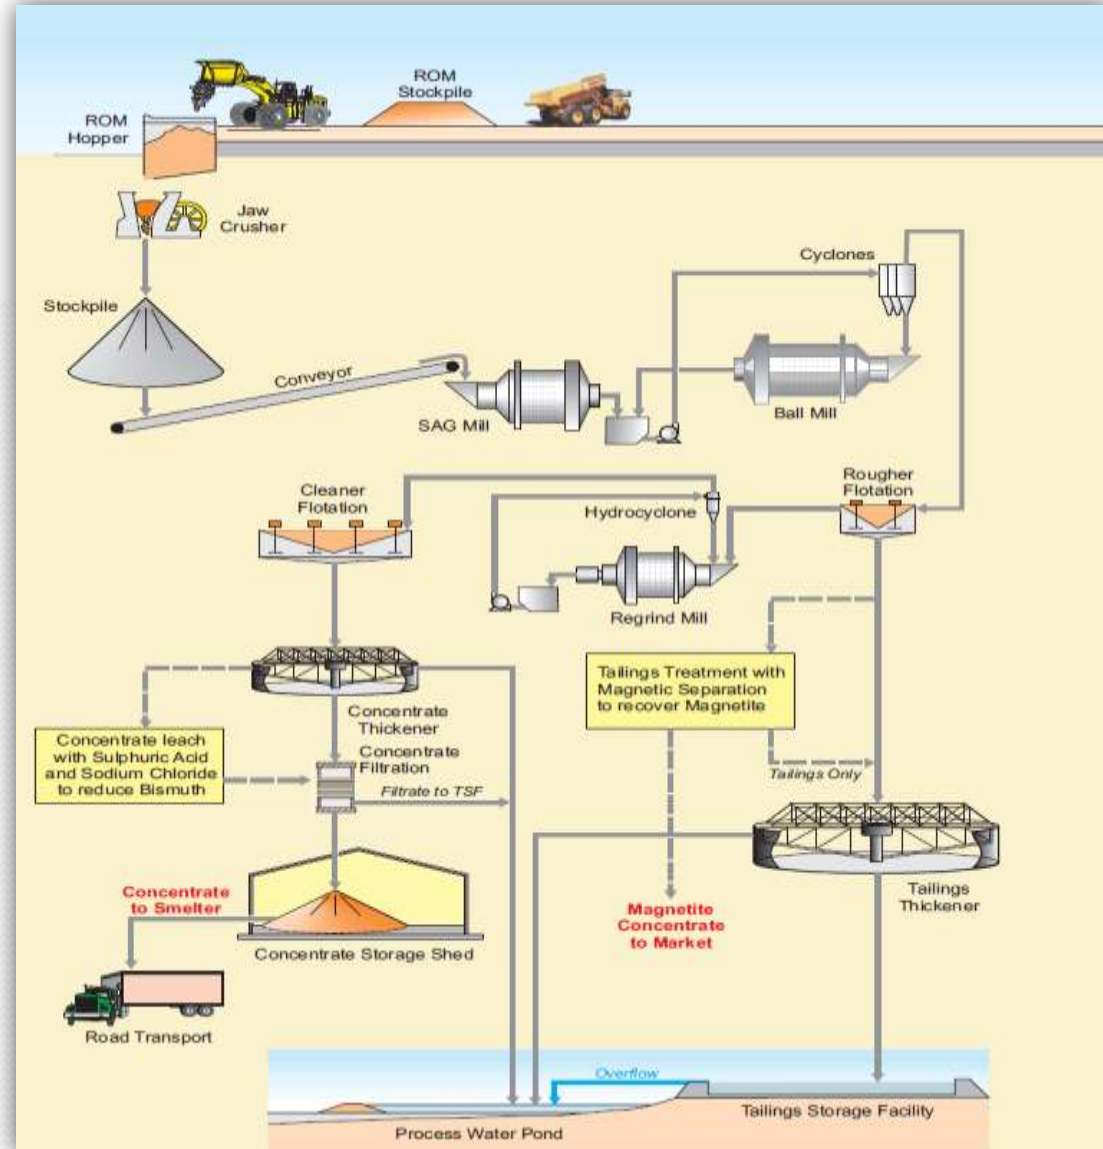 ROM
Stockpile
ROM
Hopper
Jaw
Crusher
Cyclones
Stockpile
Conveyor
SAG Mill
Ball Mill
Cleaner
Flotation
Rougher
Flotation
Hydrocyclone
Regrind Mill
Tailings Treatment with
Magnetic Separation
to recover Magnetite
Concentrate
Thickener
Concentrate leach
with Sulphuric Acid
and Sodium Chloride
to reduce Bismuth
Concentrate
Filtration
Filtrate to TSF
Tailings Only
Tailings
Thickener
Concentrate
to Smelter
Magnetite
Concentrate
to Market
Concentrate Storage Shed
Road Transport
Overflow
Tailings Storage Facility
Process Water Pond